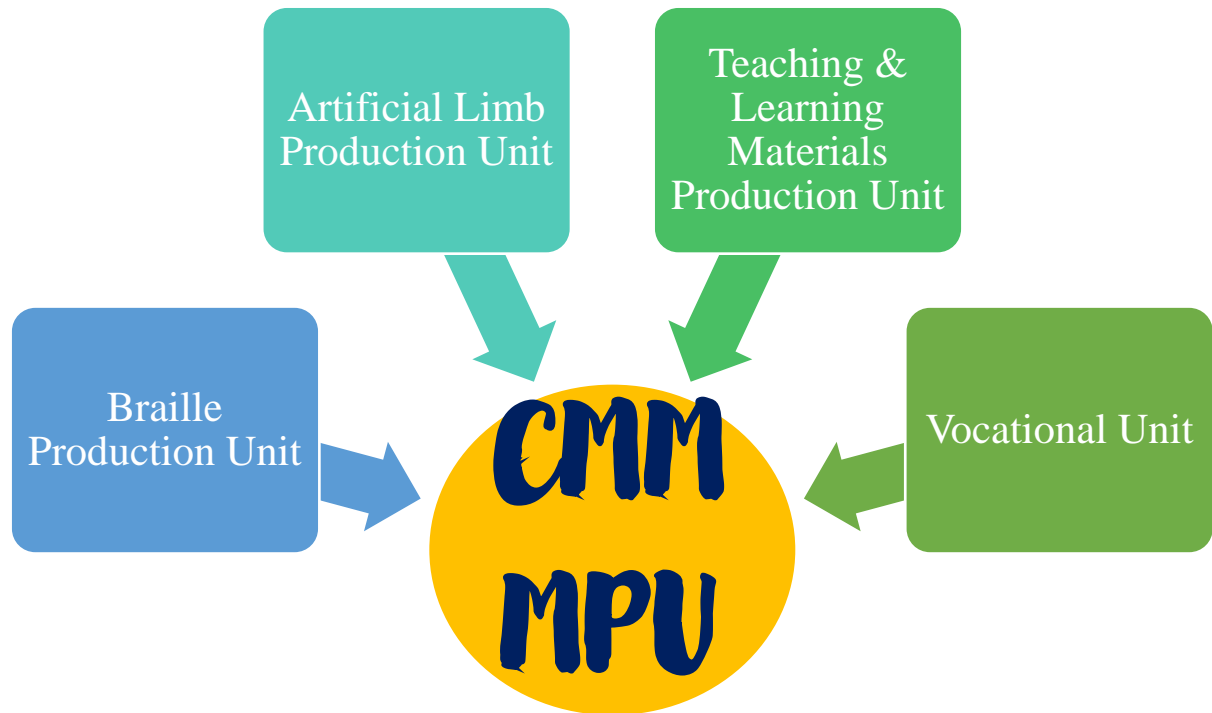 Artificial Limb
Production Unit
Teaching &
Learning
Materials
Production Unit
Braille
Production Unit
Vocational Unit
CMM
MPU